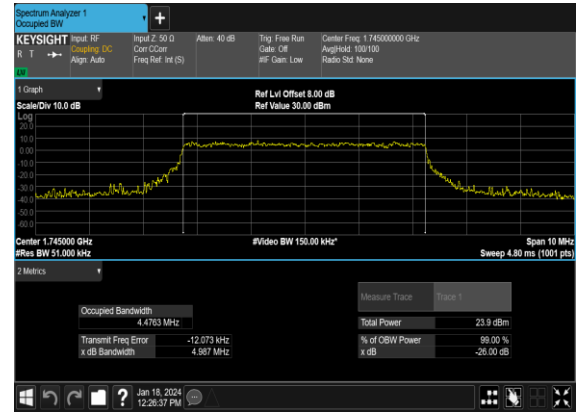 Spectrum Analyzer 1
Occupied BW
KEYSIGHT Input: RF Input Z: 50 Ω Atten: 40 dB Trig: Free Run Center Freq: 1.745000000 GHz
R T Coupling: DC Corr CCorr Gate: Off Avg|Hold: 100/100
Align: Auto Freq Ref: Int (S) #IF Gain: Low Radio Std: None
1 Graph
Ref Lvl Offset 8.00 dB
Scale/Div 10.0 dB Ref Value 30.00 dBm
Log
20.0
10.0
0.00
-10.0
-20.0
-30.0
-40.0
-50.0
-60.0
Center 1.745000 GHz #Video BW 150.00 kHz* Span 10 MHz
#Res BW 51.000 kHz Sweep 4.80 ms (1001 pts)
2 Metrics
Measure Trace Trace 1
Occupied Bandwidth
4.4763 MHz Total Power 23.9 dBm
Transmit Freq Error -12.073 kHz % of OBW Power 99.00 %
x dB Bandwidth 4.987 MHz x dB -26.00 dB
?
Jan 18, 2024
12:26:37 PM